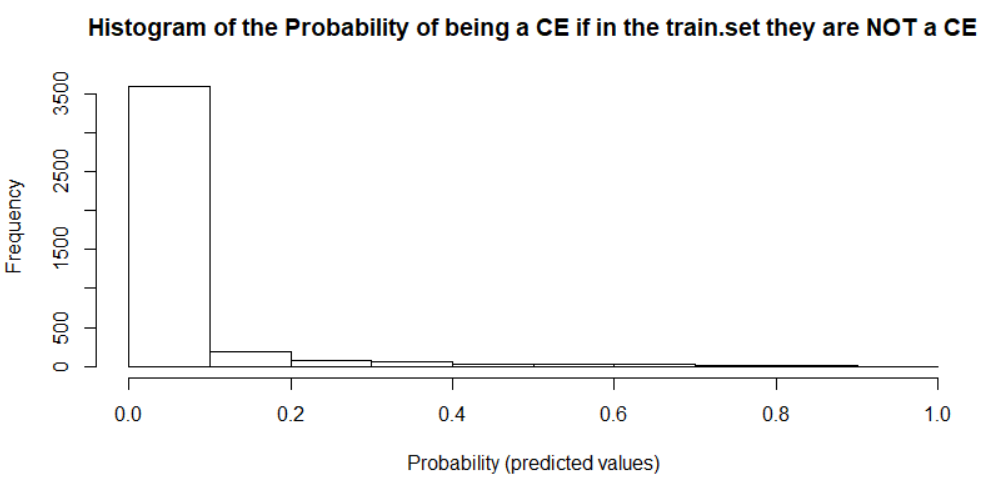 Histogram of the Probability of being a CE if in the train.set they are NOT a CE
Frequency
3500
2500
1500
500
0
0.0 0.2 0.4 0.6 0.8 1.0
Probability (predicted values)